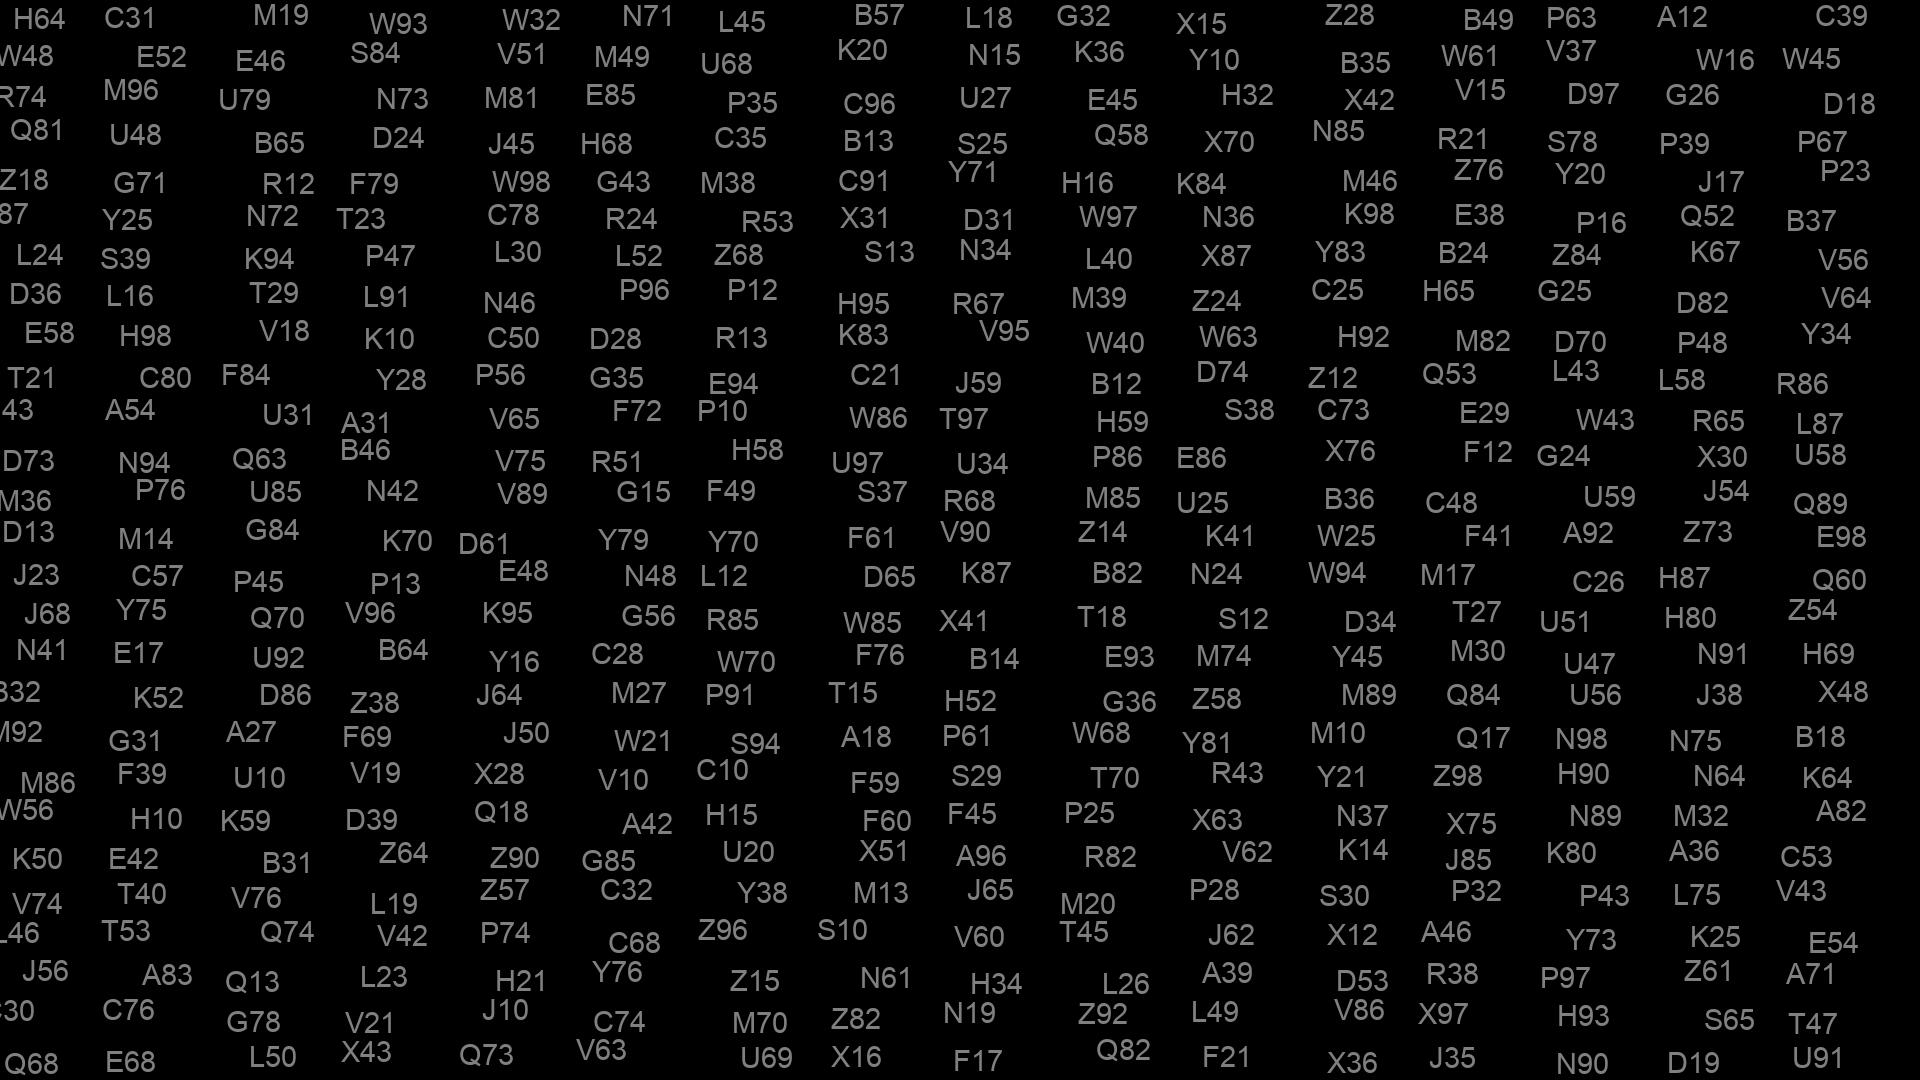 H64 C31 M19 W93 W32 N71 L45 B57 L18 G32 X15 Z28 B49 P63 A12 C39
W48 E52 E46 S84 V51 M49 U68 K20 N15 K36 Y10 B35 W61 V37 W16 W45
R74 M96 U79 N73 M81 E85 P35 C96 U27 E45 H32 X42 V15 D97 G26 D18
Q81 U48 B65 D24 J45 H68 C35 B13 S25 Q58 X70 N85 R21 S78 P39 P67
Z18 G71 R12 F79 W98 G43 M38 C91 Y71 H16 K84 M46 Z76 Y20 J17 P23
87 Y25 N72 T23 C78 R24 R53 X31 D31 W97 N36 K98 E38 P16 Q52 B37
L24 S39 K94 P47 L30 L52 Z68 S13 N34 L40 X87 Y83 B24 Z84 K67 V56
D36 L16 T29 L91 N46 P96 P12 H95 R67 M39 Z24 C25 H65 G25 D82 V64
E58 H98 V18 K10 C50 D28 R13 K83 V95 W40 W63 H92 M82 D70 P48 Y34
T21 C80 F84 Y28 P56 G35 E94 C21 J59 B12 D74 Z12 Q53 L43 L58 R86
43 A54 U31 A31 V65 F72 P10 W86 T97 H59 S38 C73 E29 W43 R65 L87
D73 N94 Q63 B46 V75 R51 H58 U97 U34 P86 E86 X76 F12 G24 X30 U58
M36 P76 U85 N42 V89 G15 F49 S37 R68 M85 U25 B36 C48 U59 J54 Q89
D13 M14 G84 K70 D61 Y79 Y70 F61 V90 Z14 K41 W25 F41 A92 Z73 E98
J23 C57 P45 P13 E48 N48 L12 D65 K87 B82 N24 W94 M17 C26 H87 Q60
J68 Y75 Q70 V96 K95 G56 R85 W85 X41 T18 S12 D34 T27 U51 H80 Z54
N41 E17 U92 B64 Y16 C28 W70 F76 B14 E93 M74 Y45 M30 U47 N91 H69
B32 K52 D86 Z38 J64 M27 P91 T15 H52 G36 Z58 M89 Q84 U56 J38 X48
M92 G31 A27 F69 J50 W21 S94 A18 P61 W68 Y81 M10 Q17 N98 N75 B18
M86 F39 U10 V19 X28 V10 C10 F59 S29 T70 R43 Y21 Z98 H90 N64 K64
W56 H10 K59 D39 Q18 A42 H15 F60 F45 P25 X63 N37 X75 N89 M32 A82
K50 E42 B31 Z64 Z90 G85 U20 X51 A96 R82 V62 K14 J85 K80 A36 C53
V74 T40 V76 L19 Z57 C32 Y38 M13 J65 M20 P28 S30 P32 P43 L75 V43
L46 T53 Q74 V42 P74 C68 Z96 S10 V60 T45 J62 X12 A46 Y73 K25 E54
J56 A83 Q13 L23 H21 Y76 Z15 N61 H34 L26 A39 D53 R38 P97 Z61 A71
30 C76 G78 V21 J10 C74 M70 Z82 N19 Z92 L49 V86 X97 H93 S65 T47
Q68 E68 L50 X43 Q73 V63 U69 X16 F17 Q82 F21 X36 J35 N90 D19 U91